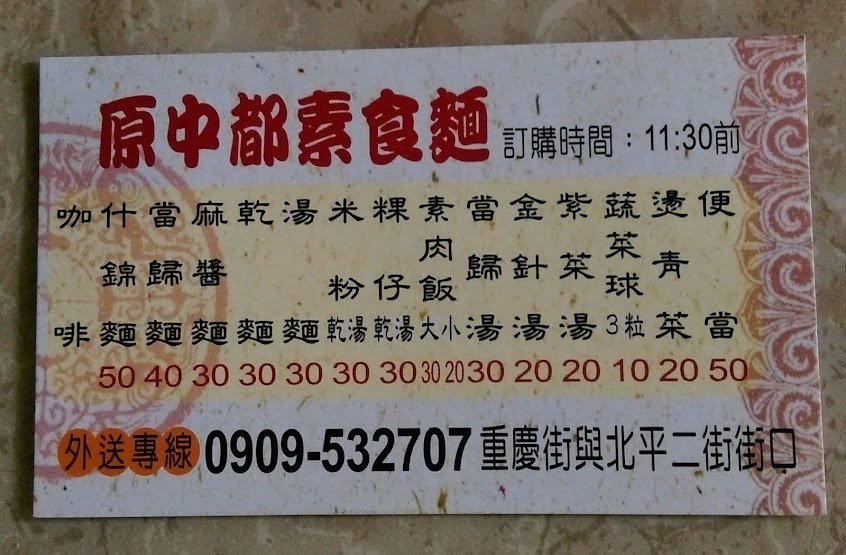 原中都素食麵 訂購時間：11:30前
便當 50
燙青菜 20
蔬菜球 3粒 10
紫菜湯 20
金針湯 20
當歸湯 30
素肉飯 大小 30 20
粿仔 乾湯 30
米粉 乾湯 30
湯麵 30
乾麵 30
麻醬麵 30
當歸麵 40
什錦麵 50
咖啡
外送專線 0909-532707 重慶街與北平二街街口